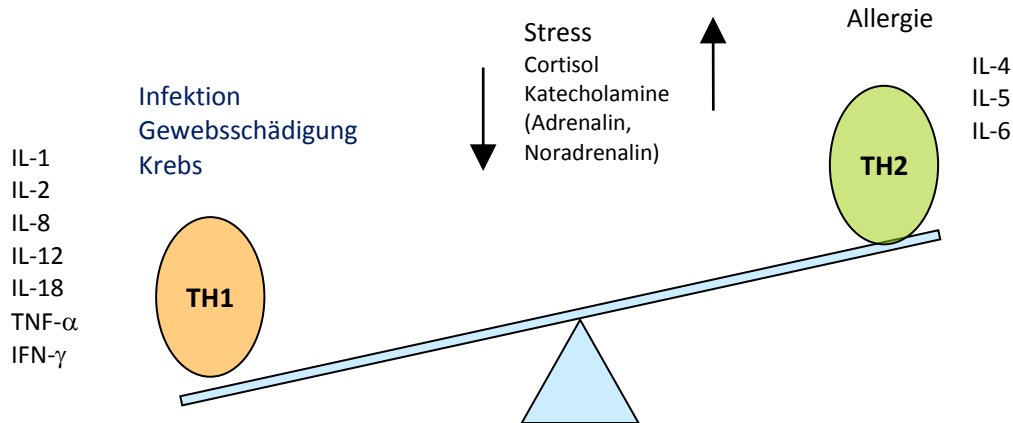 Stress
Cortisol
Katecholamine
(Adrenalin,
Noradrenalin)
Allergie
Infektion
Gewebsschädigung
Krebs
IL-1
IL-2
IL-8
IL-12
IL-18
TNF-α
IFN-γ
TH1
TH2
IL-4
IL-5
IL-6